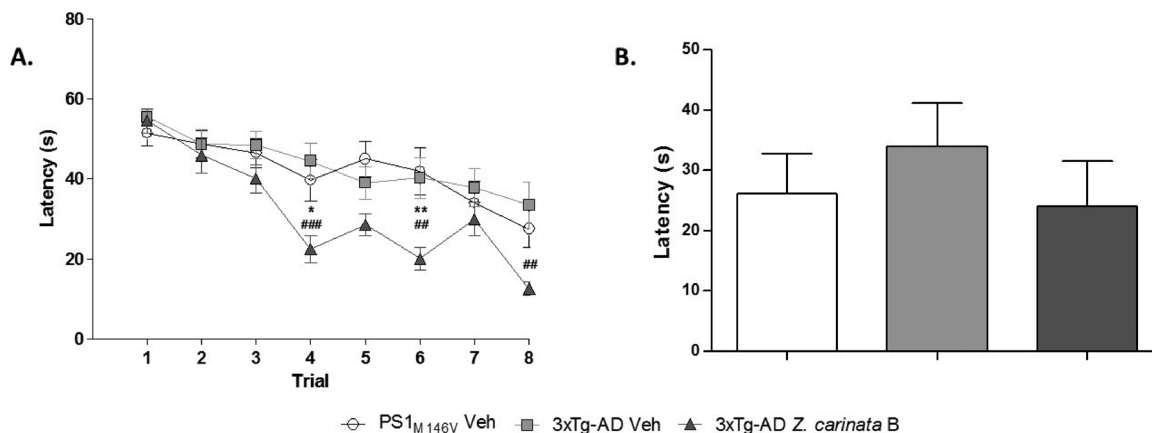 A.
Latency (s)
80
60
40
20
0
*
###
**
##
##
1 2 3 4 5 6 7 8
Trial
B.
Latency (s)
50
40
30
20
10
0
PS1M146V Veh 3xTg-AD Veh 3xTg-AD Z. carinata B